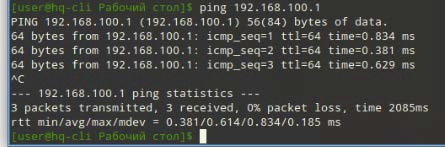 [user@hq-cli Рабочий стол]$ ping 192.168.100.1
PING 192.168.100.1 (192.168.100.1) 56(84) bytes of data.
64 bytes from 192.168.100.1: icmp_seq=1 ttl=64 time=0.834 ms
64 bytes from 192.168.100.1: icmp_seq=2 ttl=64 time=0.381 ms
64 bytes from 192.168.100.1: icmp_seq=3 ttl=64 time=0.629 ms
^C
--- 192.168.100.1 ping statistics ---
3 packets transmitted, 3 received, 0% packet loss, time 2085ms
rtt min/avg/max/mdev = 0.381/0.614/0.834/0.185 ms
[user@hq-cli Рабочий стол]$